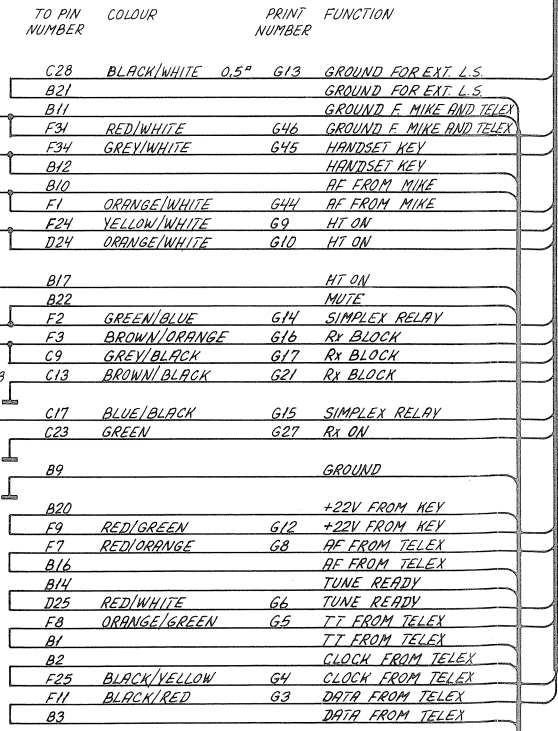 TO PIN COLOUR PRINT FUNCTION
NUMBER NUMBER
C28 BLACK/WHITE 0,5" G13 GROUND FOR EXT. L.S.
B21 GROUND FOR EXT. L.S.
B11 GROUND F. MIKE AND TELEX
F31 RED/WHITE G46 GROUND F. MIKE AND TELEX
F34 GREY/WHITE G45 HANDSET KEY
B12 HANDSET KEY
B10 AF FROM MIKE
F1 ORANGE/WHITE G44 AF FROM MIKE
F24 YELLOW/WHITE G9 HT ON
D24 ORANGE/WHITE G10 HT ON
B17 HT ON
B22 MUTE
F2 GREEN/BLUE G14 SIMPLEX RELAY
F3 BROWN/ORANGE G16 Rx BLOCK
C9 GREY/BLACK G17 Rx BLOCK
C13 BROWN/BLACK G21 Rx BLOCK
C17 BLUE/BLACK G15 SIMPLEX RELAY
C23 GREEN G27 Rx ON
B9 GROUND
B20 +22V FROM KEY
F9 RED/GREEN G12 +22V FROM KEY
F7 RED/ORANGE G8 AF FROM TELEX
B16 AF FROM TELEX
B14 TUNE READY
D25 RED/WHITE G6 TUNE READY
F8 ORANGE/GREEN G5 TT FROM TELEX
B1 TT FROM TELEX
B2 CLOCK FROM TELEX
F25 BLACK/YELLOW G4 CLOCK FROM TELEX
F11 BLACK/RED G3 DATA FROM TELEX
B3 DATA FROM TELEX